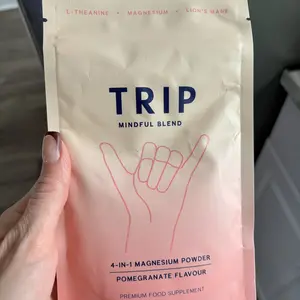 L-THEANINE • MAGNESIUM • LION'S MANE
TRIP
MINDFUL BLEND
4-IN-1 MAGNESIUM POWDER
POMEGRANATE FLAVOUR
PREMIUM FOOD SUPPLEMENT